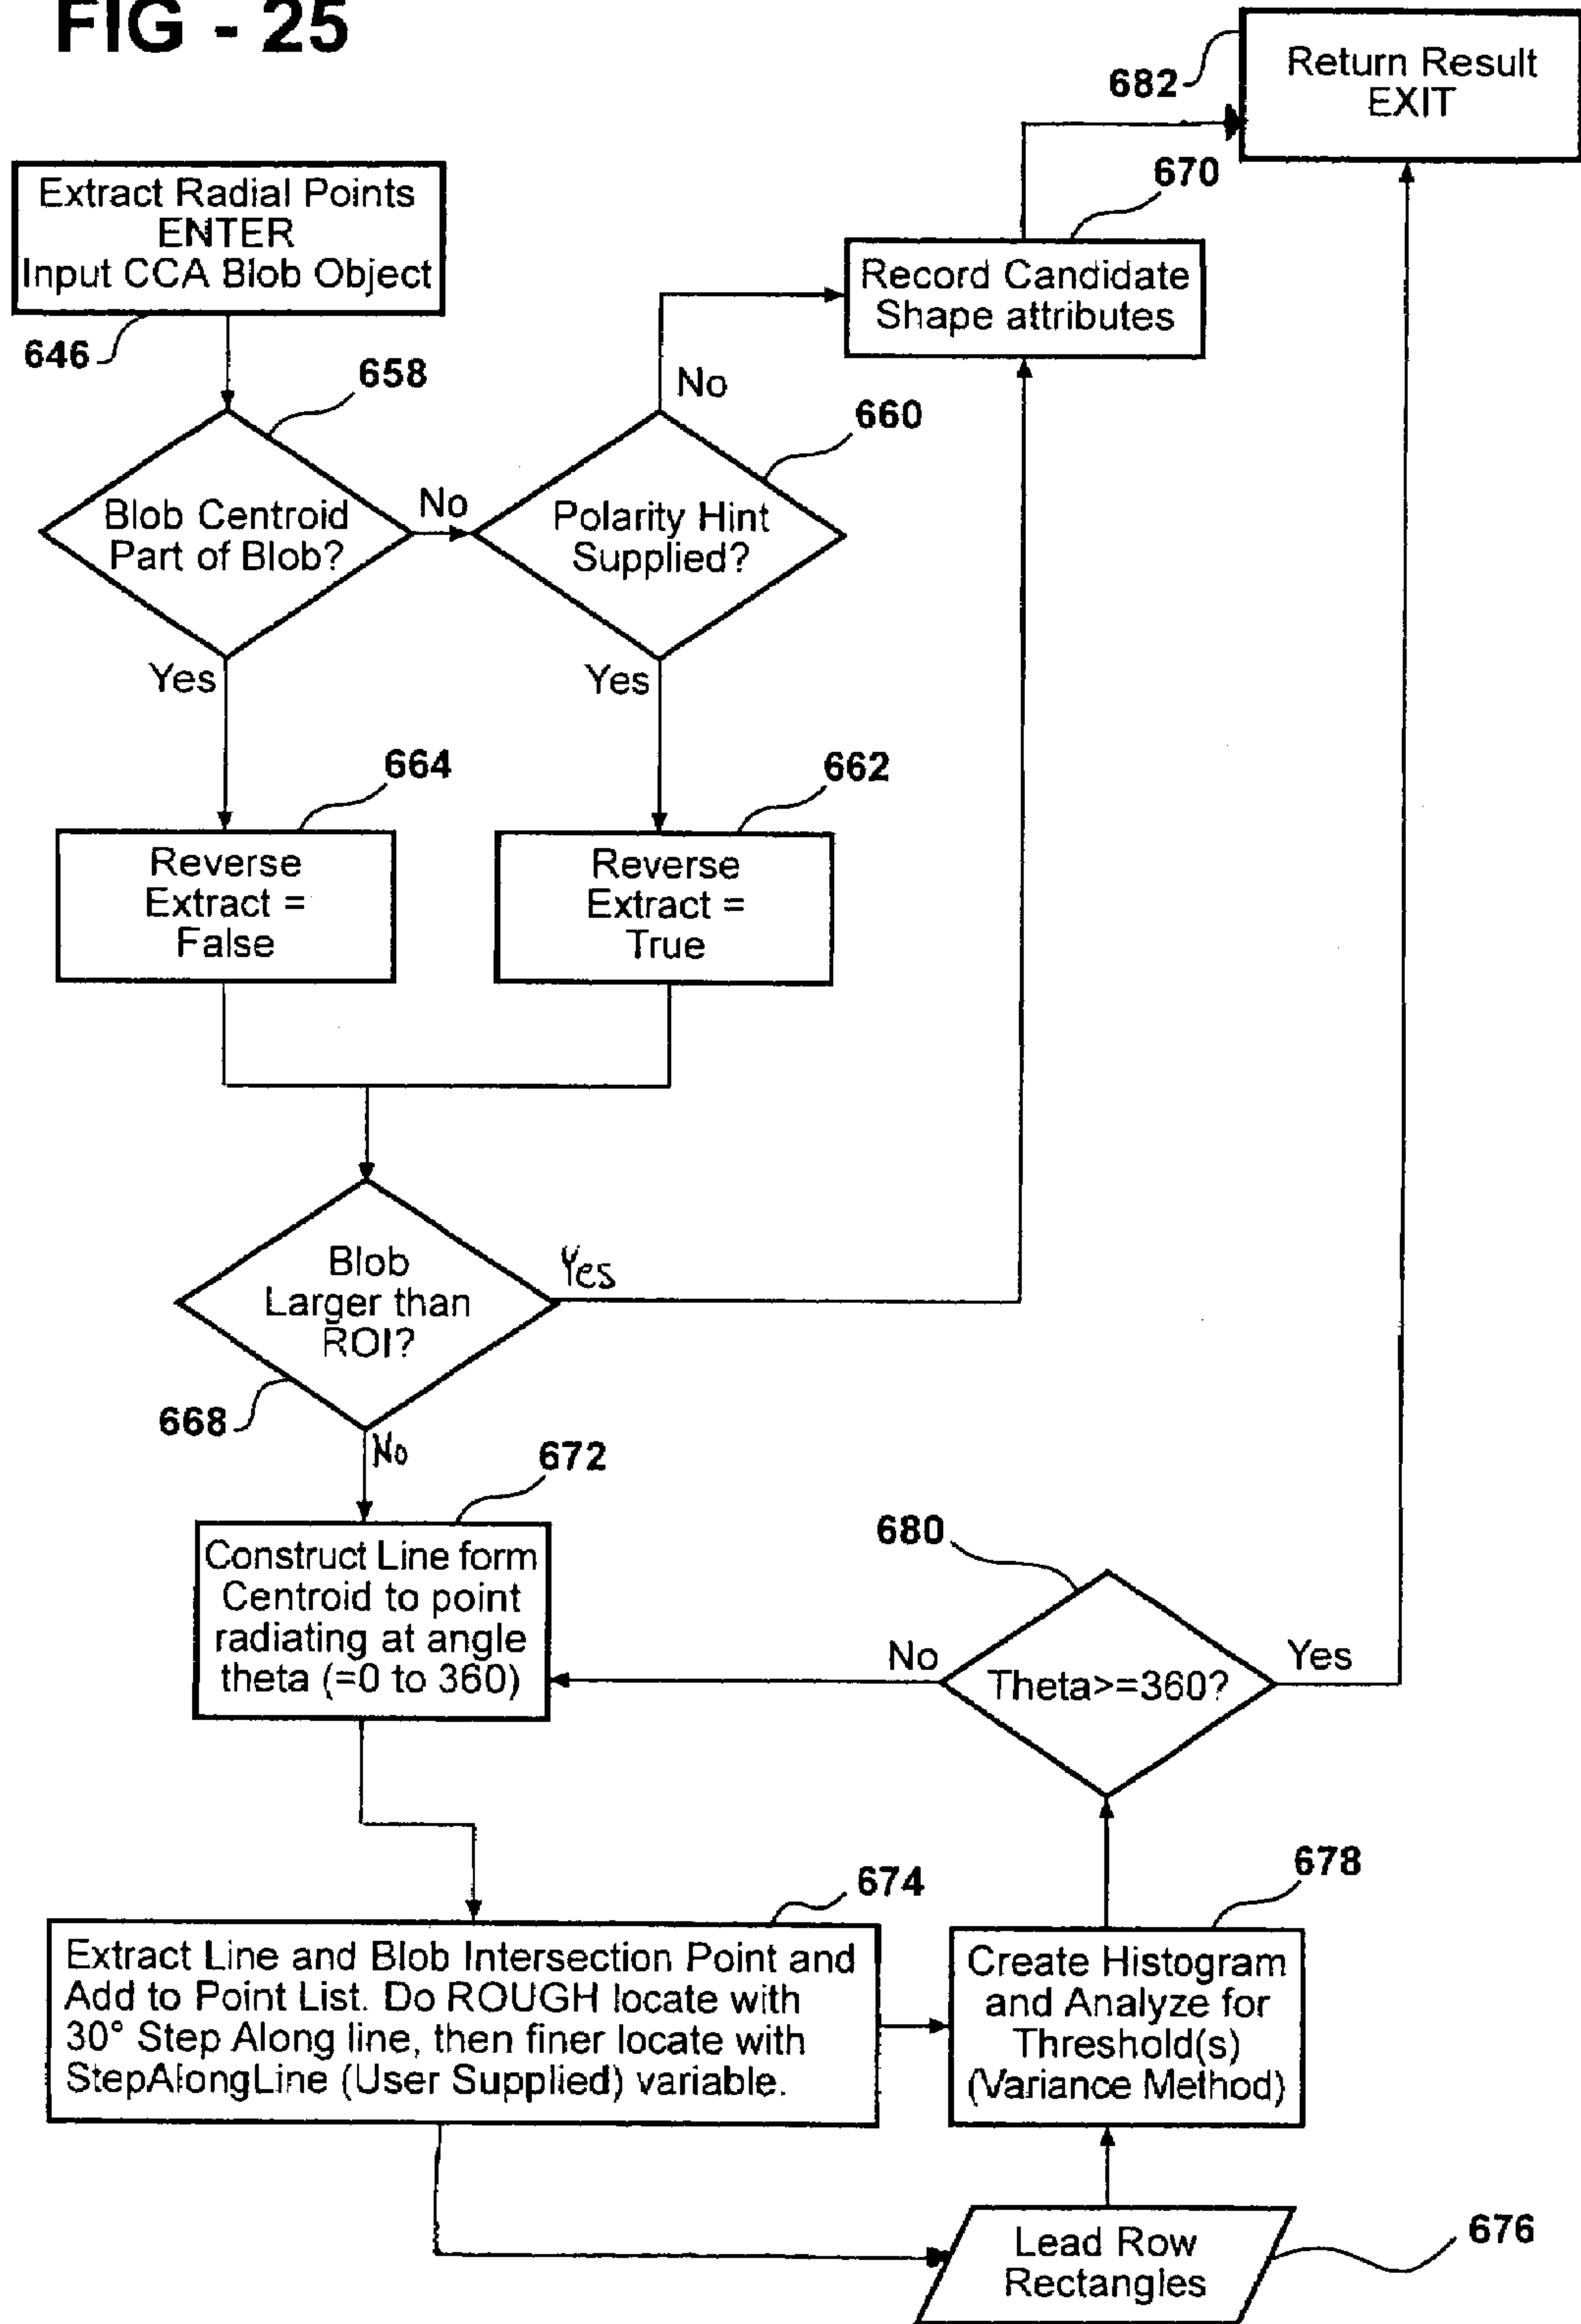 FIG - 25
682
Return Result
EXIT
Extract Radial Points
ENTER
Input CCA Blob Object
646
670
Record Candidate
Shape attributes
658
Blob Centroid
Part of Blob?
No
660
Polarity Hint
Supplied?
No
Yes
Yes
664
Reverse
Extract =
False
662
Reverse
Extract =
True
Blob
Larger than
ROI?
Yes
668
No
672
Construct Line form
Centroid to point
radiating at angle
theta (=0 to 360)
680
No
Theta>=360?
Yes
674
Extract Line and Blob Intersection Point and
Add to Point List. Do ROUGH locate with
30° Step Along line, then finer locate with
StepAlongLine (User Supplied) variable.
678
Create Histogram
and Analyze for
Threshold(s)
(Variance Method)
Lead Row
Rectangles
676